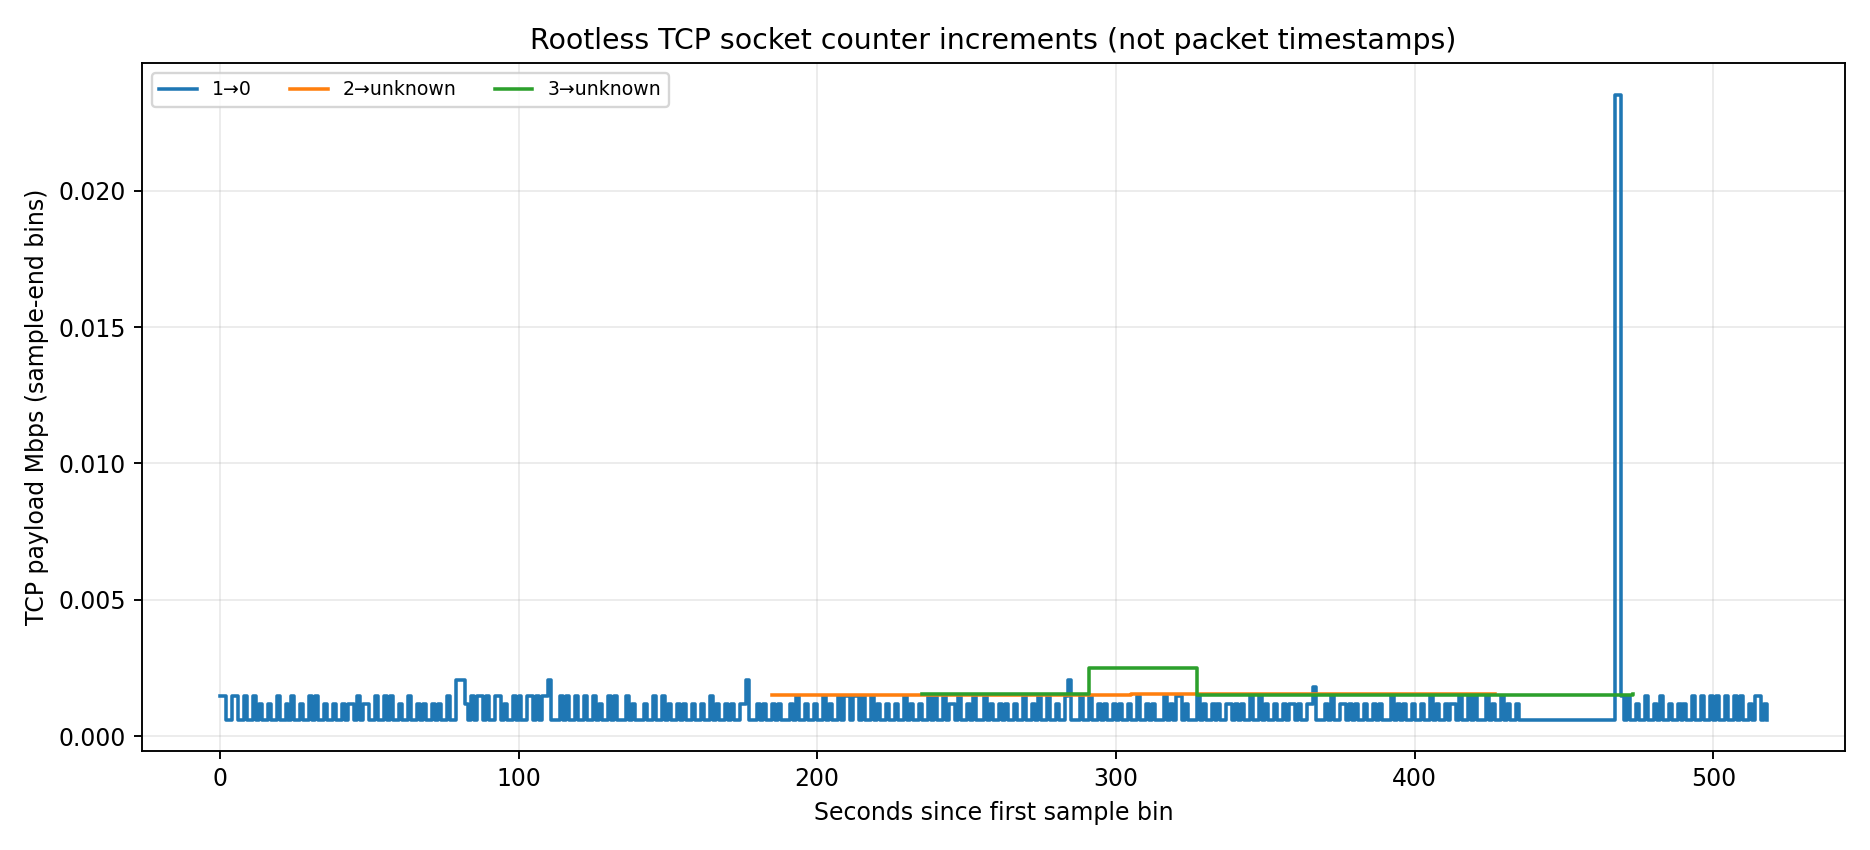 Rootless TCP socket counter increments (not packet timestamps)
1→0 2→unknown 3→unknown
TCP payload Mbps (sample-end bins)
0.020
0.015
0.010
0.005
0.000
0 100 200 300 400 500
Seconds since first sample bin